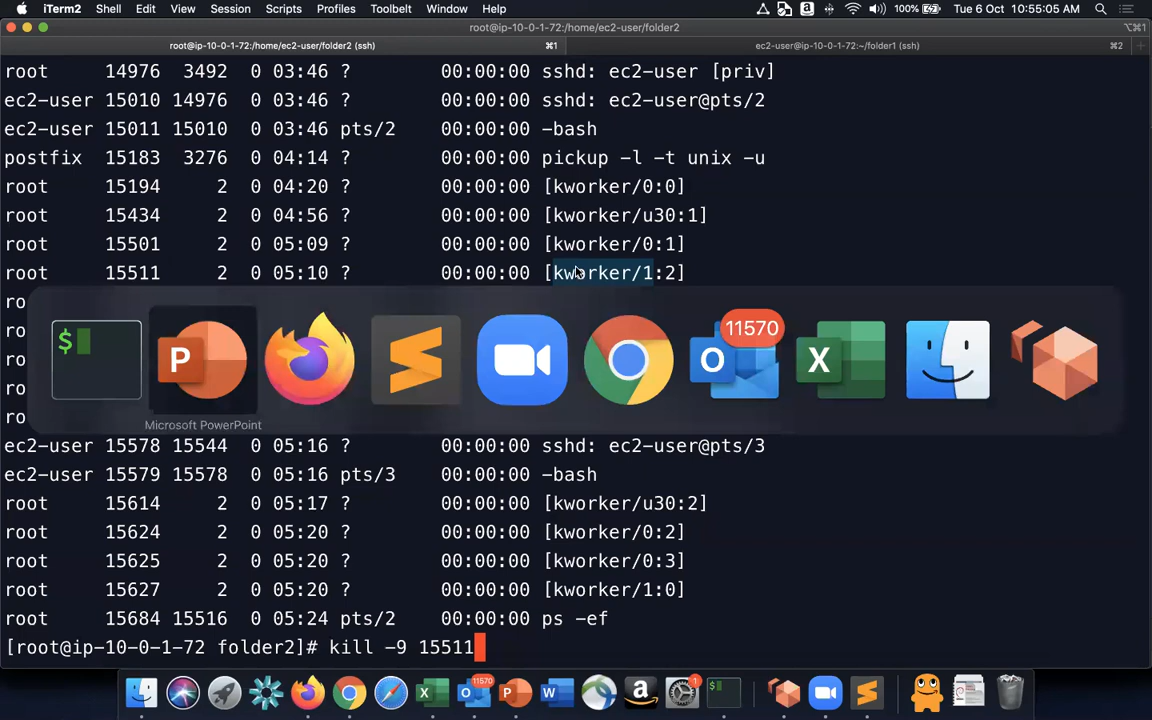 iTerm2 Shell Edit View Session Scripts Profiles Toolbelt Window Help 100% Tue 6 Oct 10:55:05 AM
root@ip-10-0-1-72:/home/ec2-user/folder2 ⌥⌘1
root@ip-10-0-1-72:/home/ec2-user/folder2 (ssh) ⌘1 ec2-user@ip-10-0-1-72:~/folder1 (ssh) ⌘2
root 14976 3492 0 03:46 ? 00:00:00 sshd: ec2-user [priv]
ec2-user 15010 14976 0 03:46 ? 00:00:00 sshd: ec2-user@pts/2
ec2-user 15011 15010 0 03:46 pts/2 00:00:00 -bash
postfix 15183 3276 0 04:14 ? 00:00:00 pickup -l -t unix -u
root 15194 2 0 04:20 ? 00:00:00 [kworker/0:0]
root 15434 2 0 04:56 ? 00:00:00 [kworker/u30:1]
root 15501 2 0 05:09 ? 00:00:00 [kworker/0:1]
root 15511 2 0 05:10 ? 00:00:00 [kworker/1:2]
ro
ro
ro
ro
ro
$
P
11570
O
X
Microsoft PowerPoint
ec2-user 15578 15544 0 05:16 ? 00:00:00 sshd: ec2-user@pts/3
ec2-user 15579 15578 0 05:16 pts/3 00:00:00 -bash
root 15614 2 0 05:17 ? 00:00:00 [kworker/u30:2]
root 15624 2 0 05:20 ? 00:00:00 [kworker/0:2]
root 15625 2 0 05:20 ? 00:00:00 [kworker/0:3]
root 15627 2 0 05:20 ? 00:00:00 [kworker/1:0]
root 15684 15516 0 05:24 pts/2 00:00:00 ps -ef
[root@ip-10-0-1-72 folder2]# kill -9 15511
X O 11570 P W a 1 $